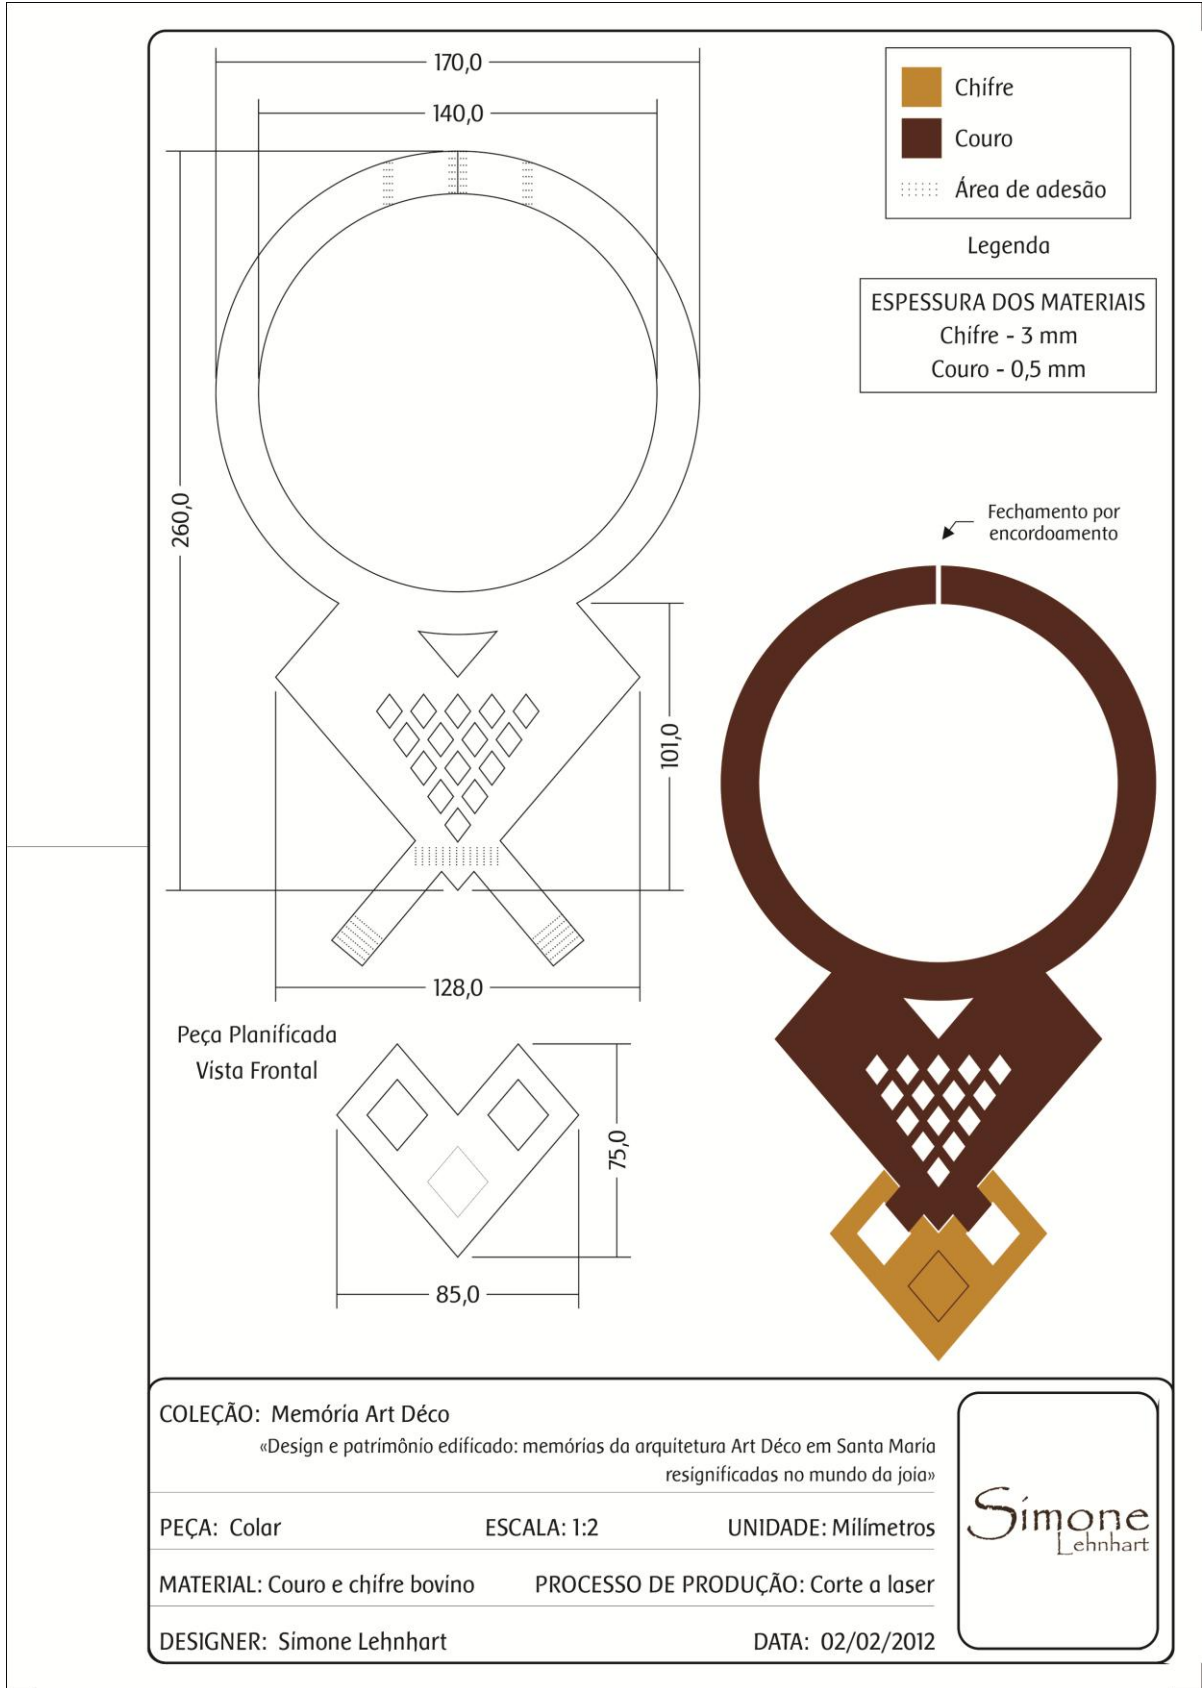 170,0
140,0
260,0
101,0
128,0
Peça Planificada
Vista Frontal
75,0
85,0
Chifre
Couro
Área de adesão
Legenda
ESPESSURA DOS MATERIAIS
Chifre - 3 mm
Couro - 0,5 mm
Fechamento por
encordoamento
COLEÇÃO: Memória Art Déco
«Design e patrimônio edificado: memórias da arquitetura Art Déco em Santa Maria
resignificadas no mundo da joia»
PEÇA: Colar ESCALA: 1:2 UNIDADE: Milímetros
MATERIAL: Couro e chifre bovino PROCESSO DE PRODUÇÃO: Corte a laser
DESIGNER: Simone Lehnhart DATA: 02/02/2012
Simone
Lehnhart